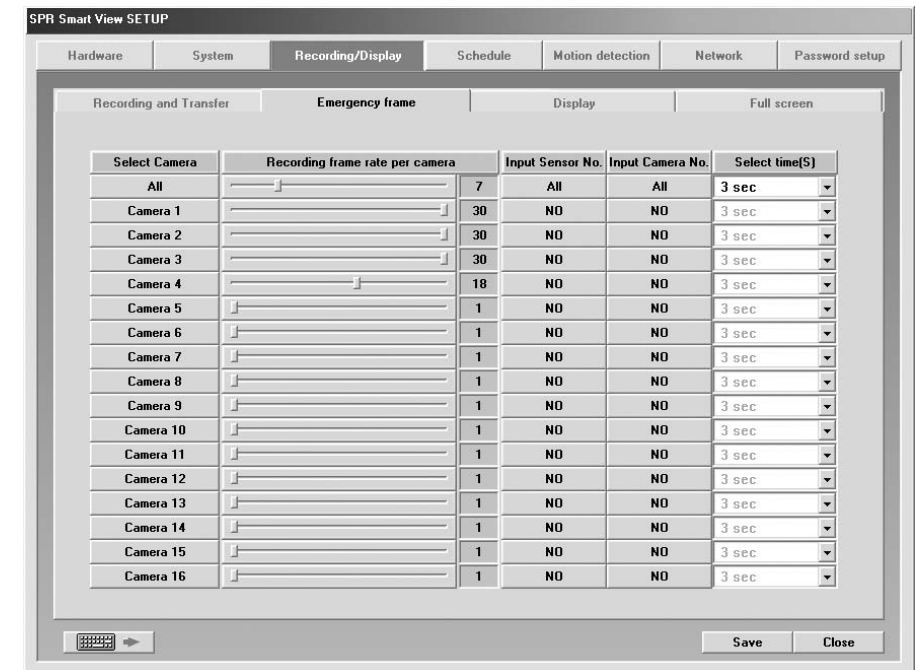 SPR Smart View SETUP
Hardware System Recording/Display Schedule Motion detection Network Password setup
Recording and Transfer Emergency frame Display Full screen
Select Camera Recording frame rate per camera Input Sensor No. Input Camera No. Select time(S)
All 7 All All 3 sec
Camera 1 30 NO NO 3 sec
Camera 2 30 NO NO 3 sec
Camera 3 30 NO NO 3 sec
Camera 4 18 NO NO 3 sec
Camera 5 1 NO NO 3 sec
Camera 6 1 NO NO 3 sec
Camera 7 1 NO NO 3 sec
Camera 8 1 NO NO 3 sec
Camera 9 1 NO NO 3 sec
Camera 10 1 NO NO 3 sec
Camera 11 1 NO NO 3 sec
Camera 12 1 NO NO 3 sec
Camera 13 1 NO NO 3 sec
Camera 14 1 NO NO 3 sec
Camera 15 1 NO NO 3 sec
Camera 16 1 NO NO 3 sec
Save Close